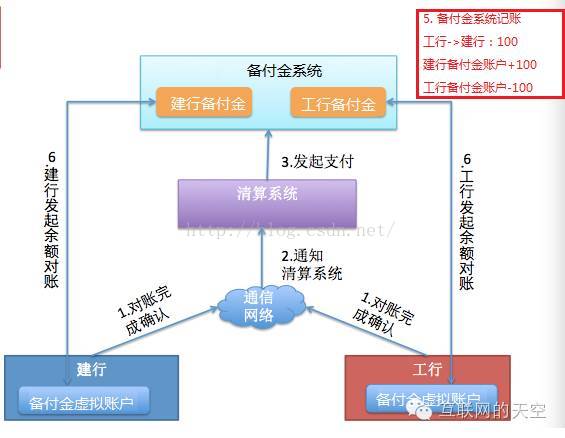 5. 备付金系统记账
工行->建行：100
建行备付金账户+100
工行备付金账户-100
备付金系统
建行备付金
工行备付金
3.发起支付
6.建行发起余额对账
6.工行发起余额对账
清算系统
http://blog.csdn.net/
2.通知
清算系统
通信
网络
1.对账完
成确认
1.对账完
成确认
建行
工行
备付金虚拟账户
备付金虚拟账户
互联网的天空